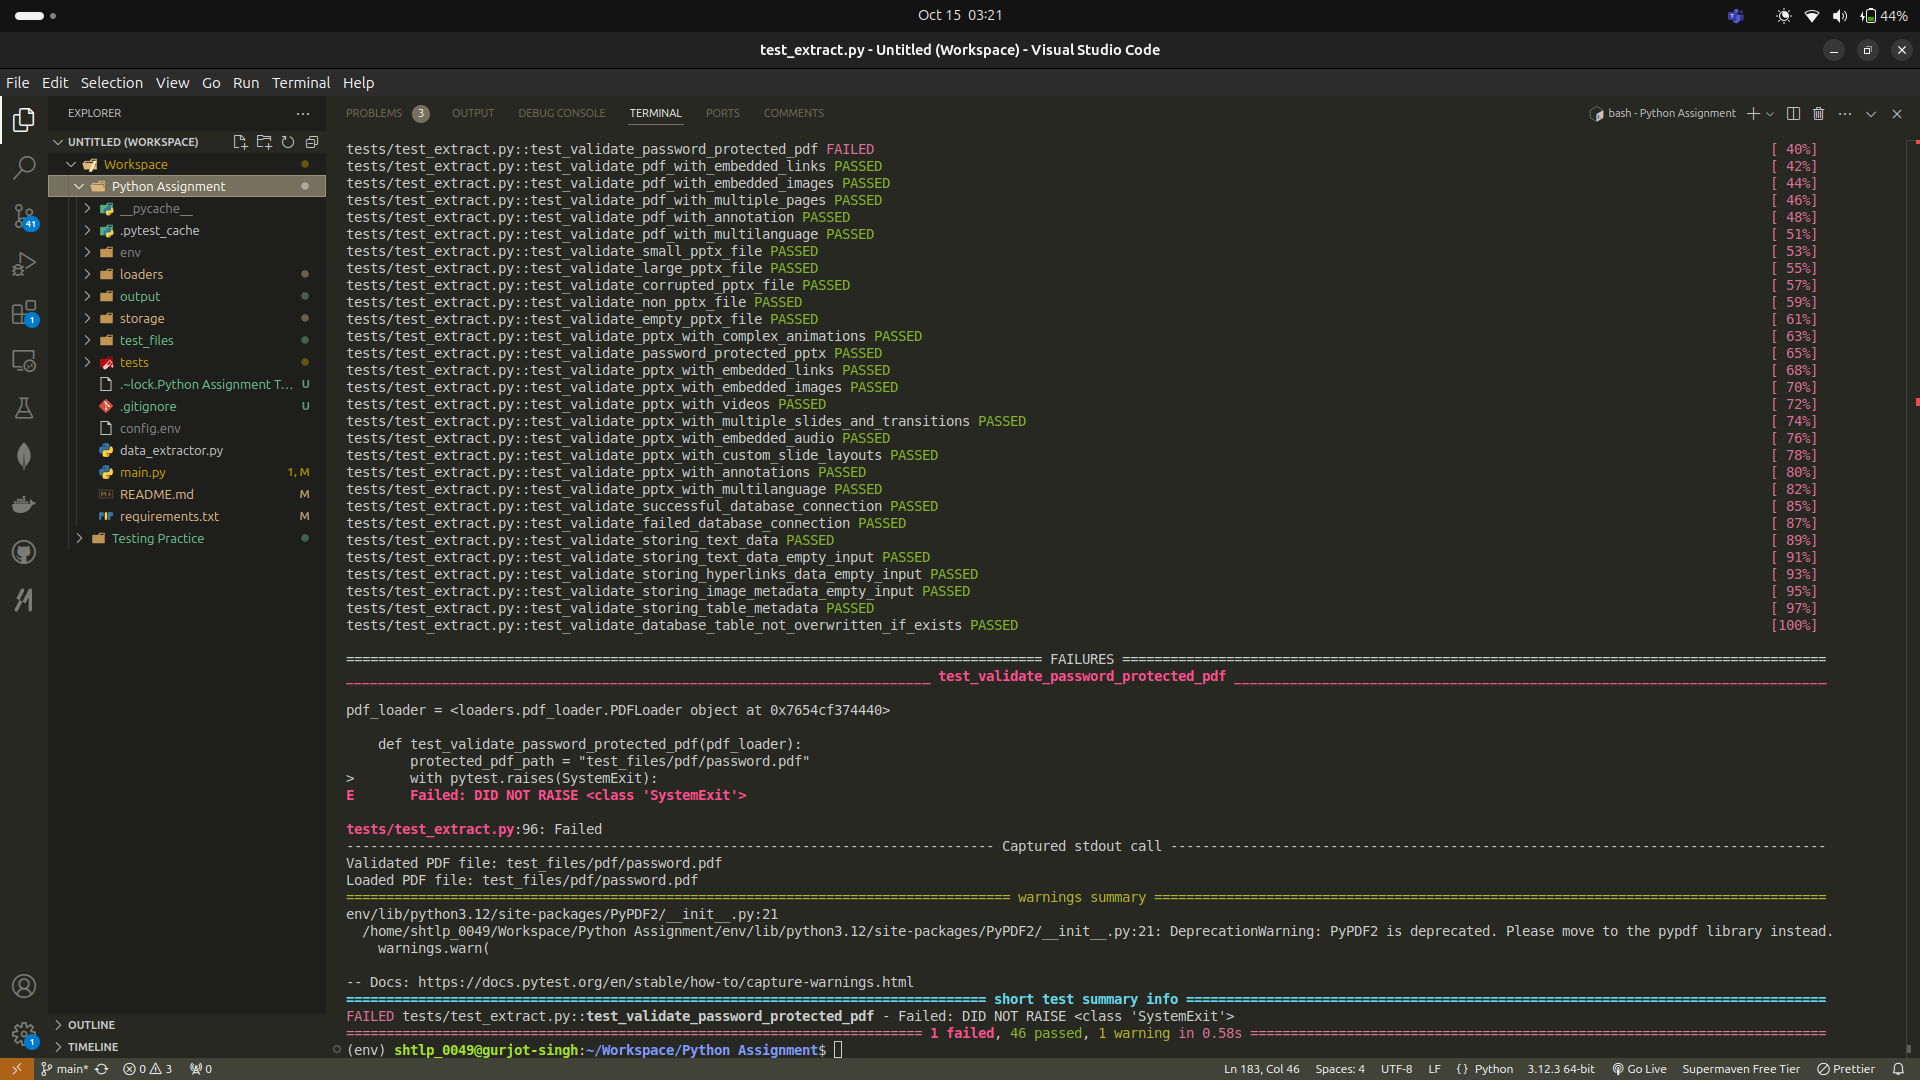 Oct 15 03:21
44%
test_extract.py - Untitled (Workspace) - Visual Studio Code
File Edit Selection View Go Run Terminal Help
EXPLORER
UNTITLED (WORKSPACE)
Workspace
Python Assignment
__pycache__
.pytest_cache
env
loaders
output
storage
test_files
tests
.~lock.Python Assignment T... U
.gitignore U
config.env
data_extractor.py
main.py 1, M
README.md M
requirements.txt M
Testing Practice
OUTLINE
TIMELINE
41
1
1
PROBLEMS 3 OUTPUT DEBUG CONSOLE TERMINAL PORTS COMMENTS
bash - Python Assignment
tests/test_extract.py::test_validate_password_protected_pdf FAILED [ 40%]
tests/test_extract.py::test_validate_pdf_with_embedded_links PASSED [ 42%]
tests/test_extract.py::test_validate_pdf_with_embedded_images PASSED [ 44%]
tests/test_extract.py::test_validate_pdf_with_multiple_pages PASSED [ 46%]
tests/test_extract.py::test_validate_pdf_with_annotation PASSED [ 48%]
tests/test_extract.py::test_validate_pdf_with_multilanguage PASSED [ 51%]
tests/test_extract.py::test_validate_small_pptx_file PASSED [ 53%]
tests/test_extract.py::test_validate_large_pptx_file PASSED [ 55%]
tests/test_extract.py::test_validate_corrupted_pptx_file PASSED [ 57%]
tests/test_extract.py::test_validate_non_pptx_file PASSED [ 59%]
tests/test_extract.py::test_validate_empty_pptx_file PASSED [ 61%]
tests/test_extract.py::test_validate_pptx_with_complex_animations PASSED [ 63%]
tests/test_extract.py::test_validate_password_protected_pptx PASSED [ 65%]
tests/test_extract.py::test_validate_pptx_with_embedded_links PASSED [ 68%]
tests/test_extract.py::test_validate_pptx_with_embedded_images PASSED [ 70%]
tests/test_extract.py::test_validate_pptx_with_videos PASSED [ 72%]
tests/test_extract.py::test_validate_pptx_with_multiple_slides_and_transitions PASSED [ 74%]
tests/test_extract.py::test_validate_pptx_with_embedded_audio PASSED [ 76%]
tests/test_extract.py::test_validate_pptx_with_custom_slide_layouts PASSED [ 78%]
tests/test_extract.py::test_validate_pptx_with_annotations PASSED [ 80%]
tests/test_extract.py::test_validate_pptx_with_multilanguage PASSED [ 82%]
tests/test_extract.py::test_validate_successful_database_connection PASSED [ 85%]
tests/test_extract.py::test_validate_failed_database_connection PASSED [ 87%]
tests/test_extract.py::test_validate_storing_text_data PASSED [ 89%]
tests/test_extract.py::test_validate_storing_text_data_empty_input PASSED [ 91%]
tests/test_extract.py::test_validate_storing_hyperlinks_data_empty_input PASSED [ 93%]
tests/test_extract.py::test_validate_storing_image_metadata_empty_input PASSED [ 95%]
tests/test_extract.py::test_validate_storing_table_metadata PASSED [ 97%]
tests/test_extract.py::test_validate_database_table_not_overwritten_if_exists PASSED [100%]
FAILURES
test_validate_password_protected_pdf
pdf_loader = <loaders.pdf_loader.PDFLoader object at 0x7654cf374440>
def test_validate_password_protected_pdf(pdf_loader):
protected_pdf_path = "test_files/pdf/password.pdf"
> with pytest.raises(SystemExit):
E Failed: DID NOT RAISE <class 'SystemExit'>
tests/test_extract.py:96: Failed
Captured stdout call
Validated PDF file: test_files/pdf/password.pdf
Loaded PDF file: test_files/pdf/password.pdf
warnings summary
env/lib/python3.12/site-packages/PyPDF2/__init__.py:21
/home/shtlp_0049/Workspace/Python Assignment/env/lib/python3.12/site-packages/PyPDF2/__init__.py:21: DeprecationWarning: PyPDF2 is deprecated. Please move to the pypdf library instead.
warnings.warn(
-- Docs: https://docs.pytest.org/en/stable/how-to/capture-warnings.html
short test summary info
FAILED tests/test_extract.py::test_validate_password_protected_pdf - Failed: DID NOT RAISE <class 'SystemExit'>
1 failed, 46 passed, 1 warning in 0.58s
(env) shtlp_0049@gurjot-singh:~/Workspace/Python Assignment$
main* 0 3 0 Ln 183, Col 46 Spaces: 4 UTF-8 LF {} Python 3.12.3 64-bit Go Live Supermaven Free Tier Prettier